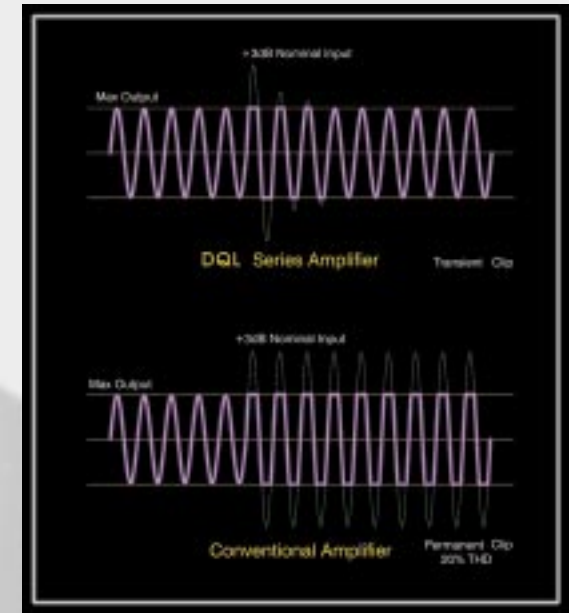 +3dB Nominal Input
Max Output
DQL Series Amplifier
Transient Clip
+3dB Nominal Input
Max Output
Conventional Amplifier
Permanent Clip
20% THD